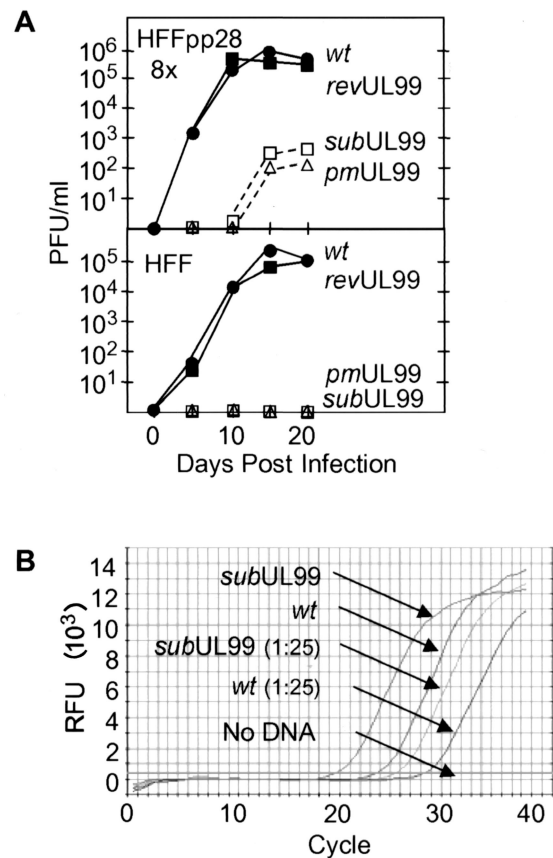 A
HFFpp28
8x
wt
revUL99
subUL99
pmUL99
10⁶
10⁵
10⁴
10³
10²
10¹
PFU/ml
HFF
wt
revUL99
pmUL99
subUL99
10⁵
10⁴
10³
10²
10¹
0 10 20
Days Post Infection
B
subUL99
wt
subUL99 (1:25)
wt (1:25)
No DNA
RFU (10³)
14
12
10
8
6
4
2
0
0 10 20 30 40
Cycle